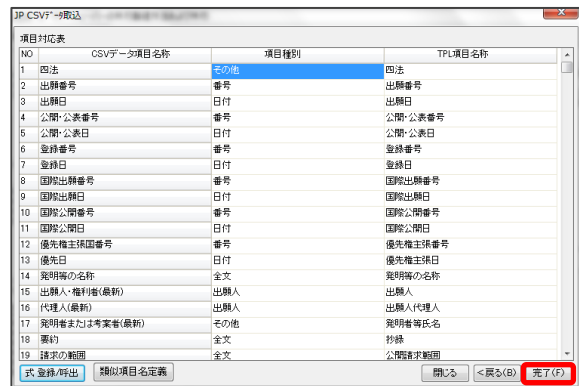 JP CSVデータ取込
項目対応表
NO CSVデータ項目名称 項目種別 TPL項目名称
1 四法 その他 四法
2 出願番号 番号 出願番号
3 出願日 日付 出願日
4 公開・公表番号 番号 公開・公表番号
5 公開・公表日 日付 公開・公表日
6 登録番号 番号 登録番号
7 登録日 日付 登録日
8 国際出願番号 番号 国際出願番号
9 国際出願日 日付 国際出願日
10 国際公開番号 番号 国際公開番号
11 国際公開日 日付 国際公開日
12 優先権主張国番号 番号 優先権主張番号
13 優先日 日付 優先権主張日
14 発明等の名称 全文 発明等の名称
15 出願人・権利者(最新) 出願人 出願人
16 代理人(最新) 出願人 出願人代理人
17 発明者または考案者(最新) その他 発明者等氏名
18 要約 全文 抄録
19 請求の範囲 全文 公開請求範囲
式 登録/呼出 類似項目名定義 閉じる <戻る(B) 完了(F)